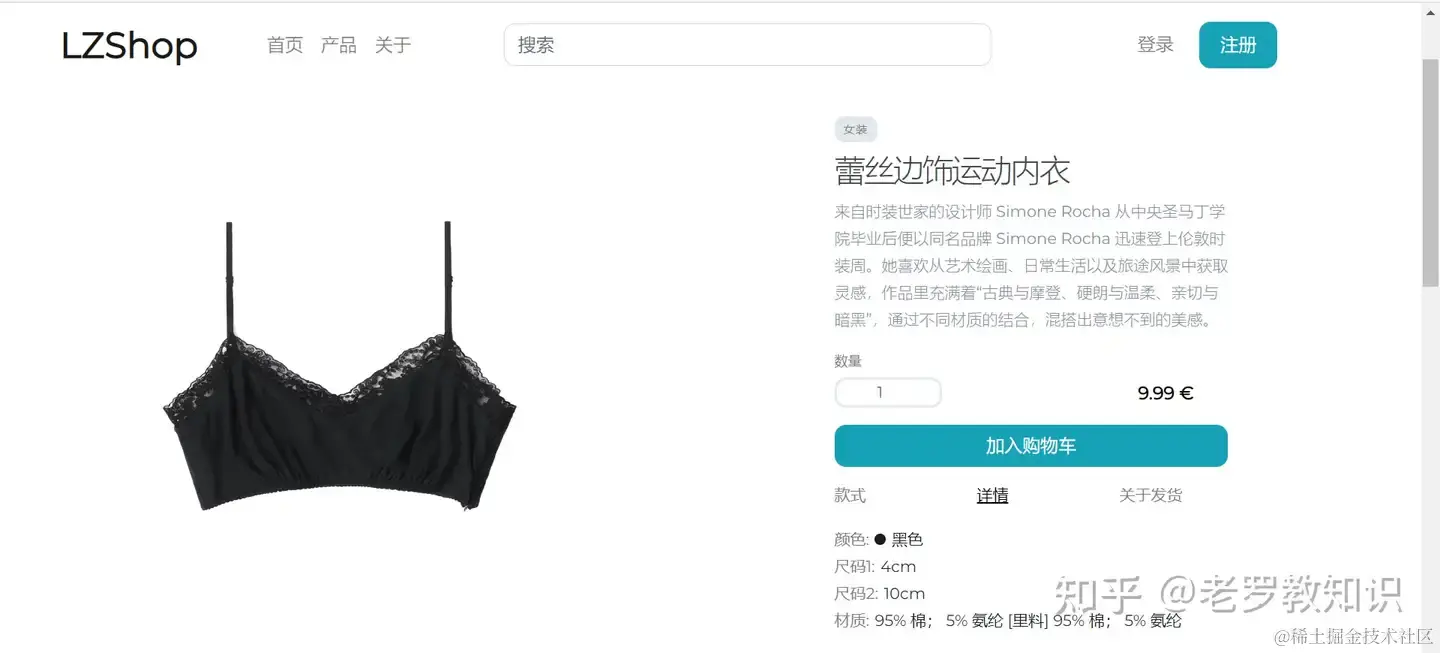 LZShop
首页 产品 关于
搜索
登录
注册
女装
蕾丝边饰运动内衣
来自时装世家的设计师 Simone Rocha 从中央圣马丁学
院毕业后便以同名品牌 Simone Rocha 迅速登上伦敦时
装周。她喜欢从艺术绘画、日常生活以及旅途风景中获取
灵感，作品里充满着“古典与摩登、硬朗与温柔、亲切与
暗黑”，通过不同材质的结合，混搭出意想不到的美感。
数量
1
9.99 €
加入购物车
款式 详情 关于发货
颜色: 黑色
尺码1: 4cm
尺码2: 10cm
材质: 95% 棉； 5% 氨纶 [里料] 95% 棉； 5% 氨纶
知乎 @老罗教知识
@稀土掘金技术社区